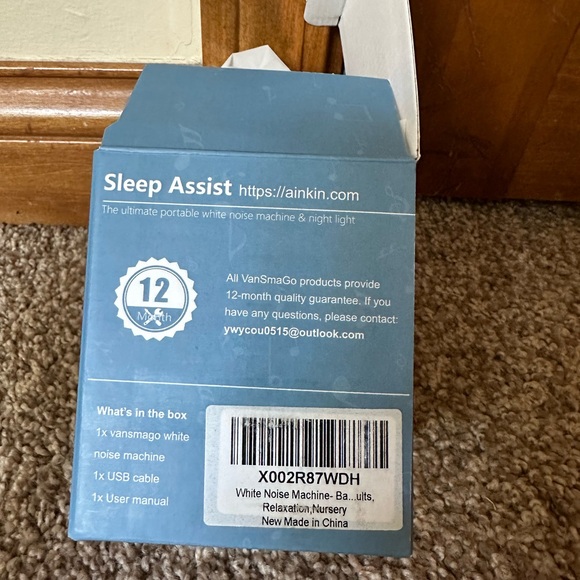 Sleep Assist https://ainkin.com
The ultimate portable white noise machine & night light
12
Month
All VanSmaGo products provide
12-month quality guarantee. If you
have any questions, please contact:
ywycou0515@outlook.com
What's in the box
1x vansmago white
noise machine
1x USB cable
1x User manual
X002R87WDH
White Noise Machine- Ba...ults,
Relaxation,Nursery
New Made in China